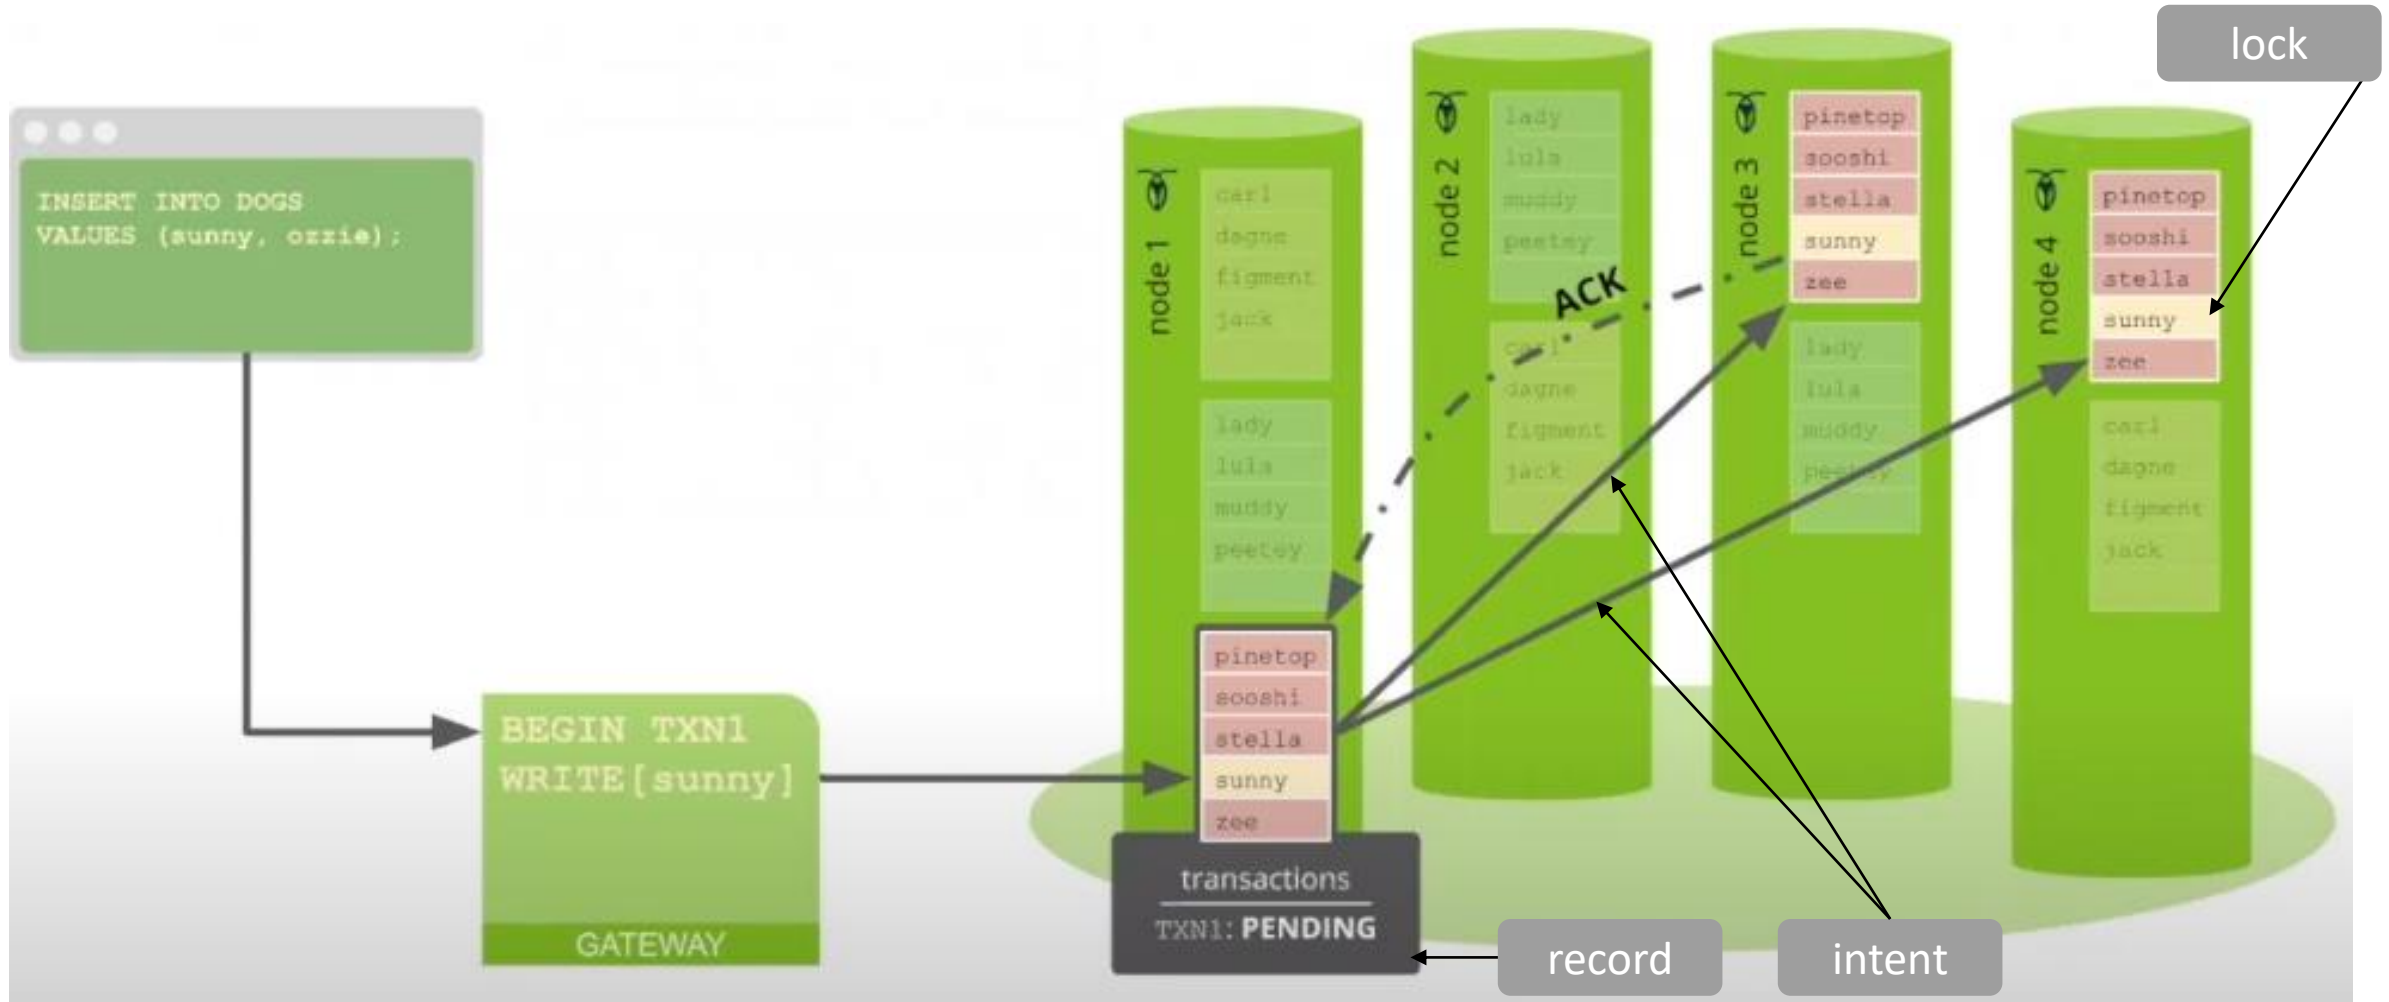 lock
INSERT INTO DOGS
VALUES (sunny, ozzie);
BEGIN TXN1
WRITE[sunny]
GATEWAY
node 1
carl
dagne
figment
jack
lady
lula
muddy
peetey
pinetop
sooshi
stella
sunny
zee
transactions
TXN1: PENDING
node 2
lady
lula
muddy
peetey
carl
dagne
figment
jack
ACK
node 3
pinetop
sooshi
stella
sunny
zee
lady
lula
muddy
peetey
node 4
pinetop
sooshi
stella
sunny
zee
carl
dagne
figment
jack
record
intent